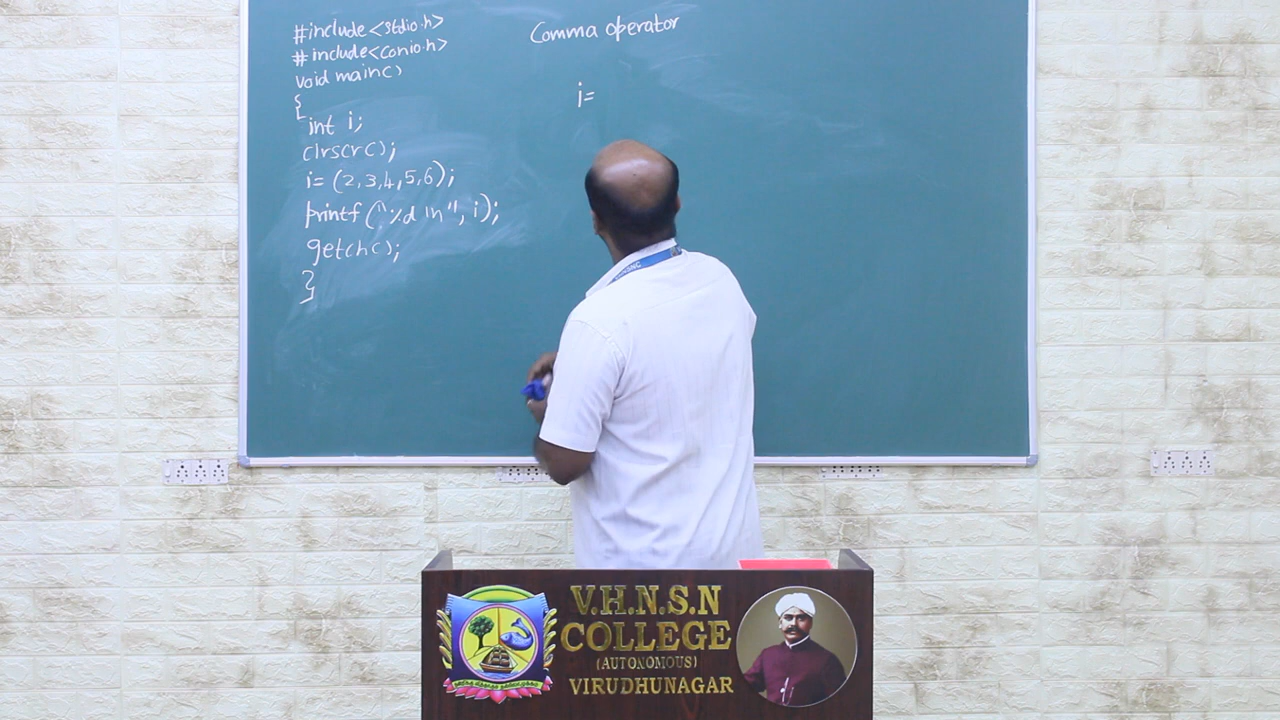 #include<stdio.h>
#include<conio.h>
void main()
{
int i;
clrscr();
i= (2,3,4,5,6);
printf ("%d \n", i);
getch();
}
Comma operator
i=
V.H.N.S.N
COLLEGE
(AUTONOMOUS)
VIRUDHUNAGAR